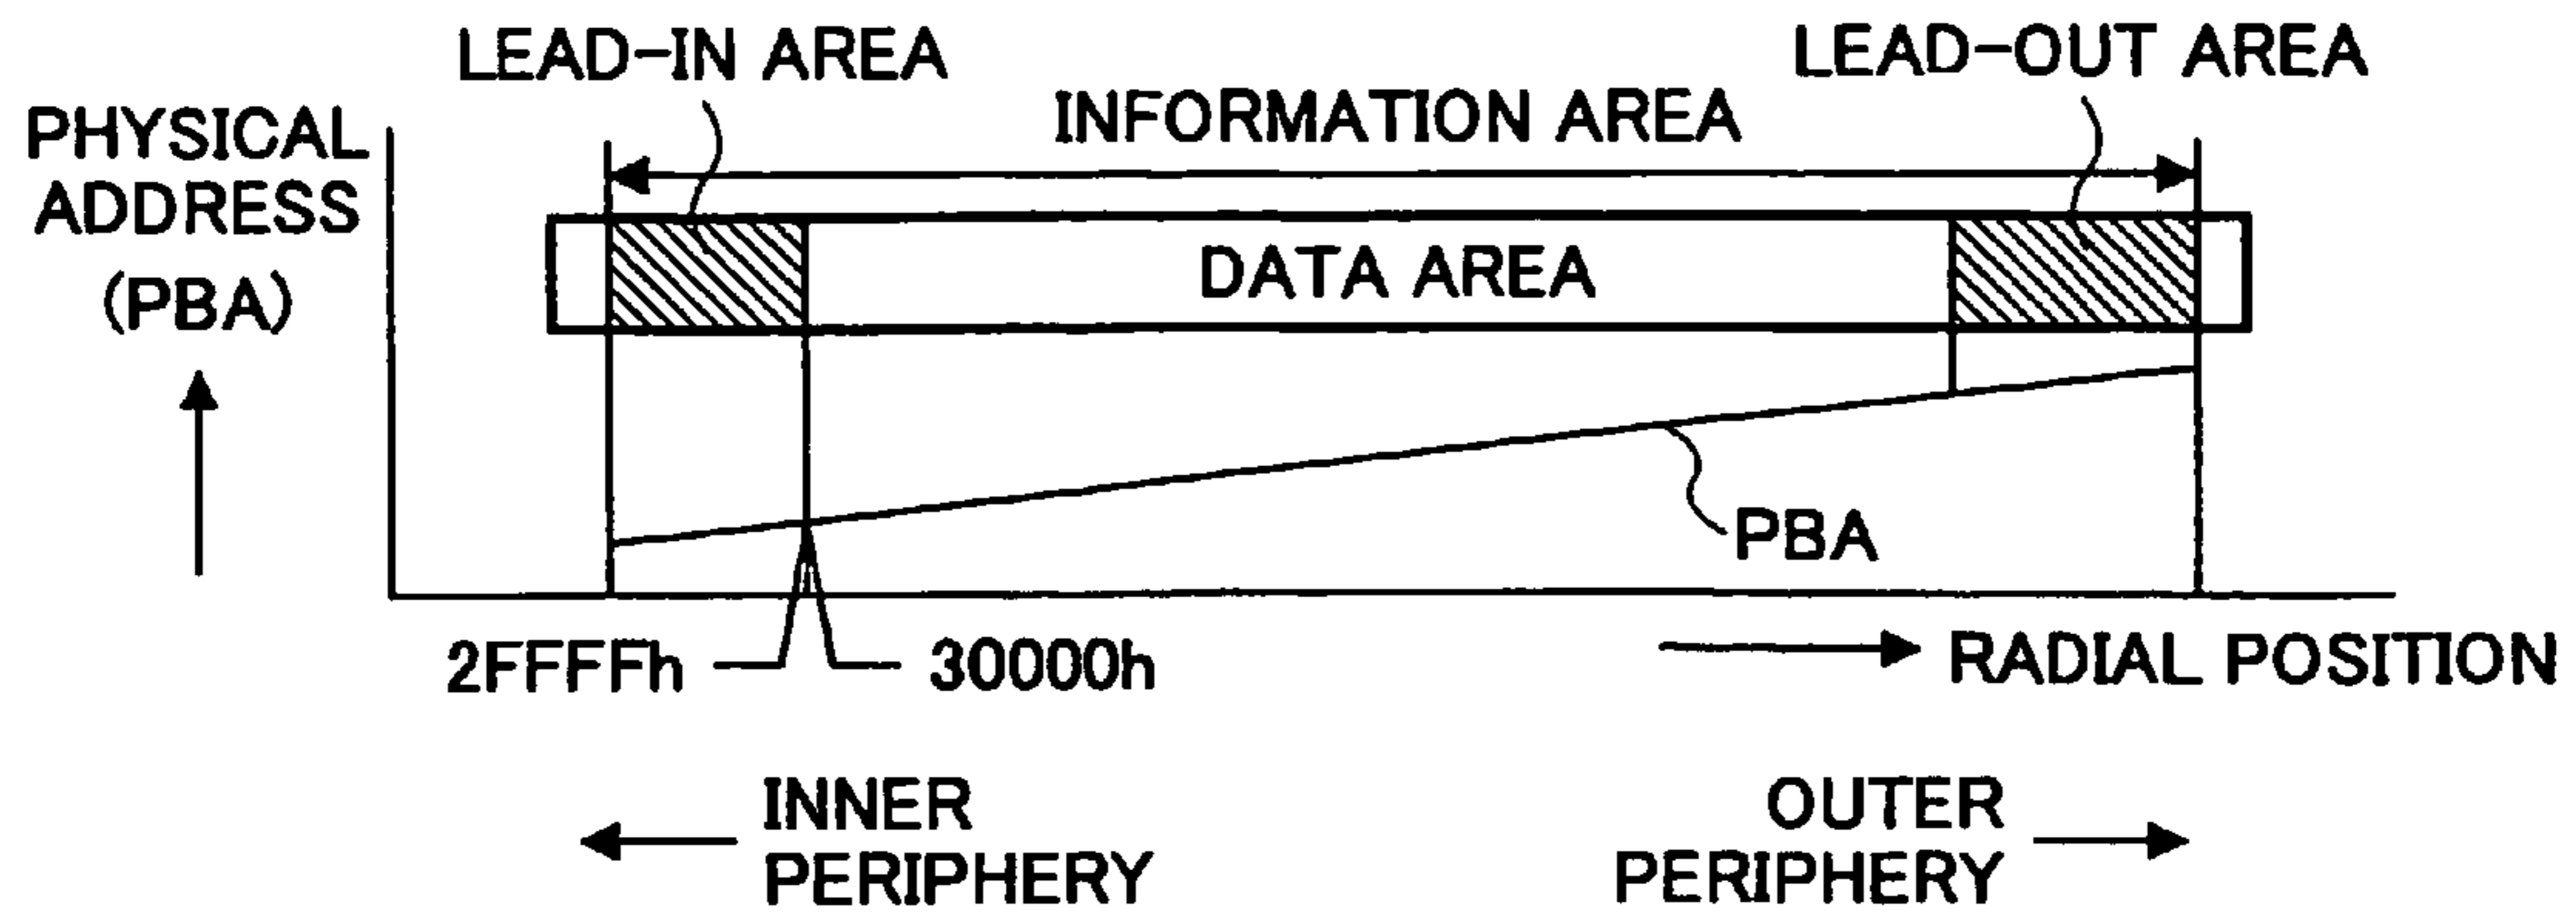 LEAD-IN AREA
LEAD-OUT AREA
INFORMATION AREA
PHYSICAL
ADDRESS
(PBA)
DATA AREA
PBA
2FFFFh
30000h
RADIAL POSITION
INNER
PERIPHERY
OUTER
PERIPHERY